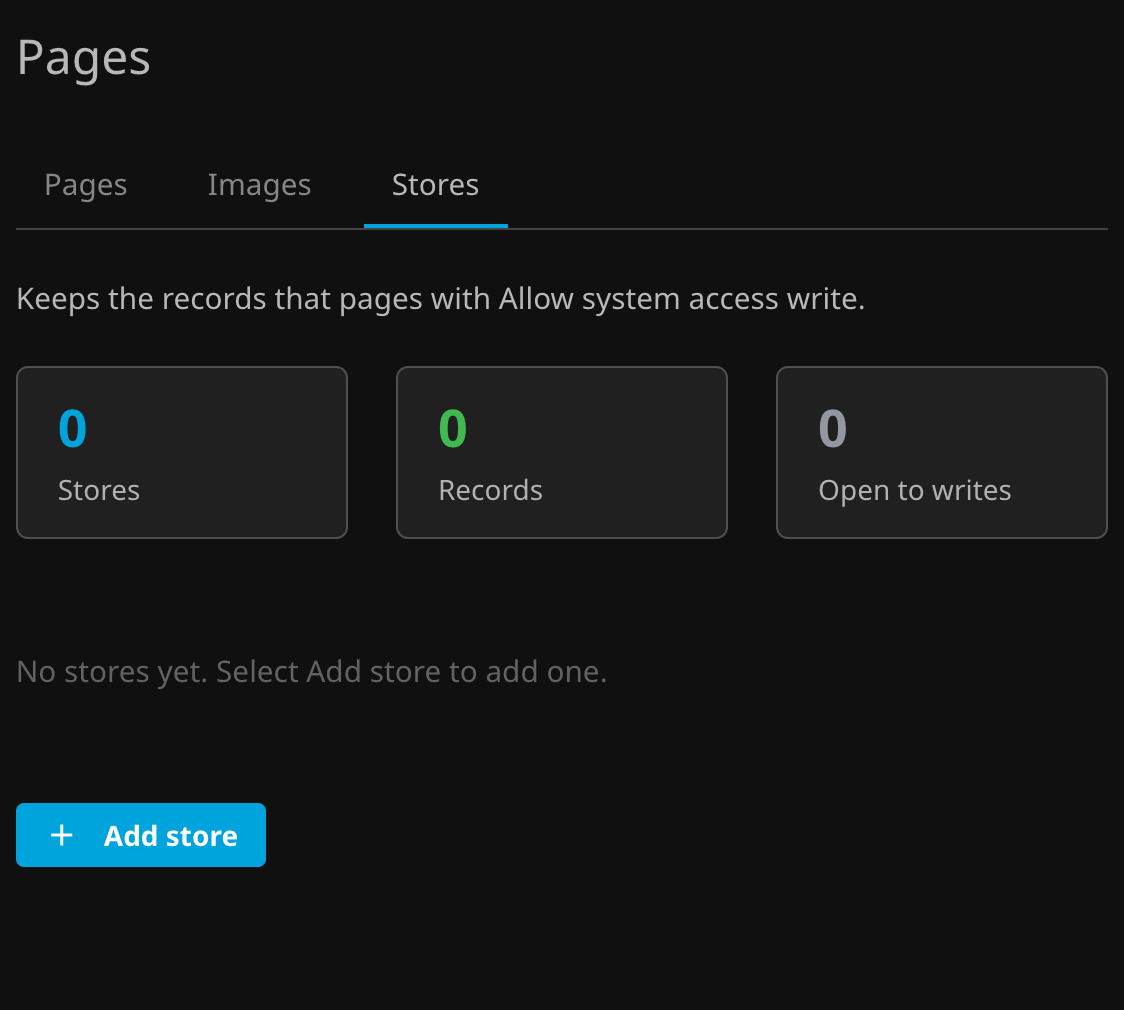 Pages
Pages Images Stores
Keeps the records that pages with Allow system access write.
0 0 0
Stores Records Open to writes
No stores yet. Select Add store to add one.
+ Add store